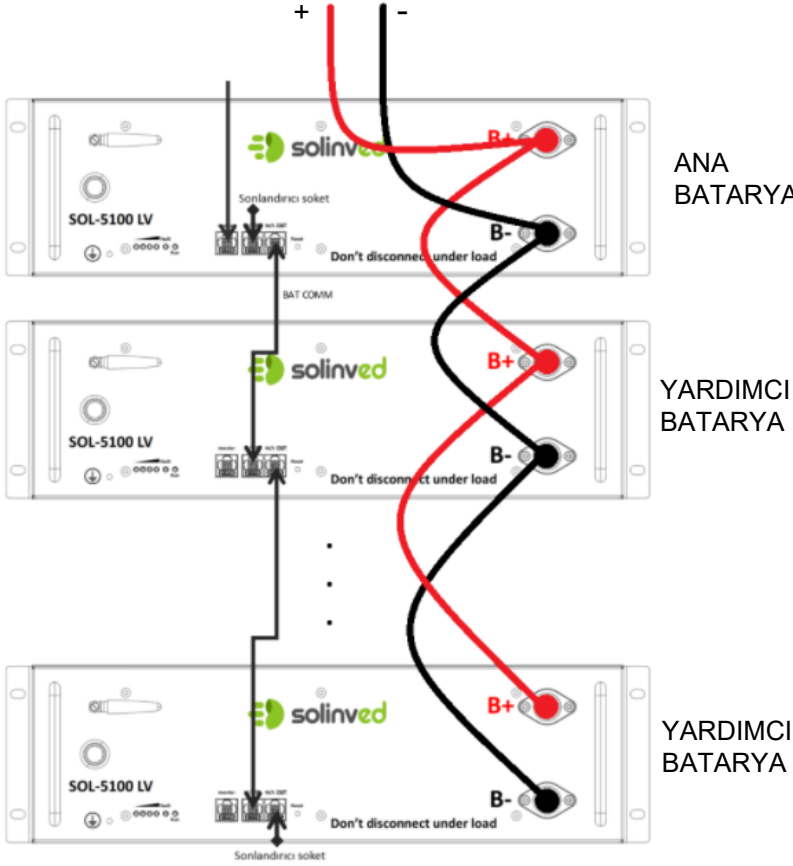 + -
solinved
B+
ANA
BATARYA
Sonlandırıcı soket
SOL-5100 LV
B-
Don't disconnect under load
BAT COMM
solinved
B+
YARDIMCI
BATARYA
SOL-5100 LV
B-
Don't disconnect under load
solinved
B+
YARDIMCI
BATARYA
SOL-5100 LV
B-
Don't disconnect under load
Sonlandırıcı soket